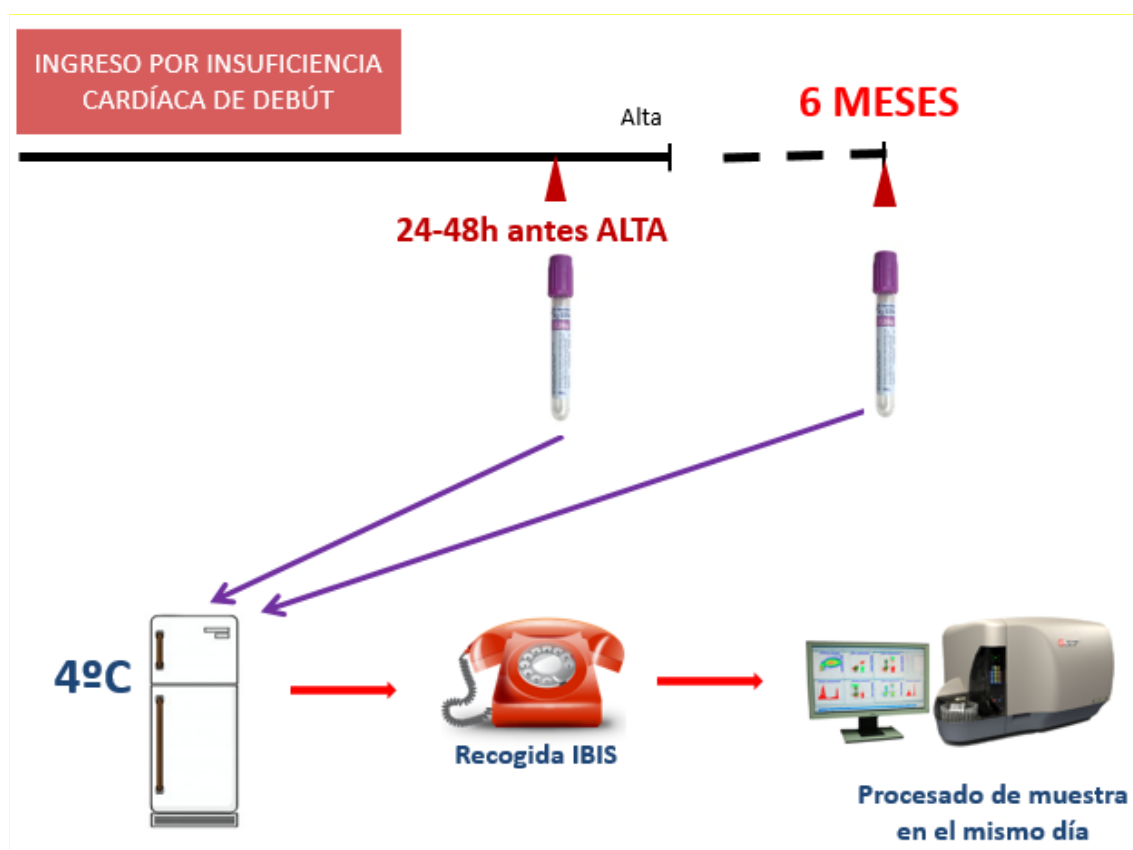 INGRESO POR INSUFICIENCIA
CARDÍACA DE DEBÚT
Alta
6 MESES
24-48h antes ALTA
4ºC
Recogida IBIS
Procesado de muestra
en el mismo día